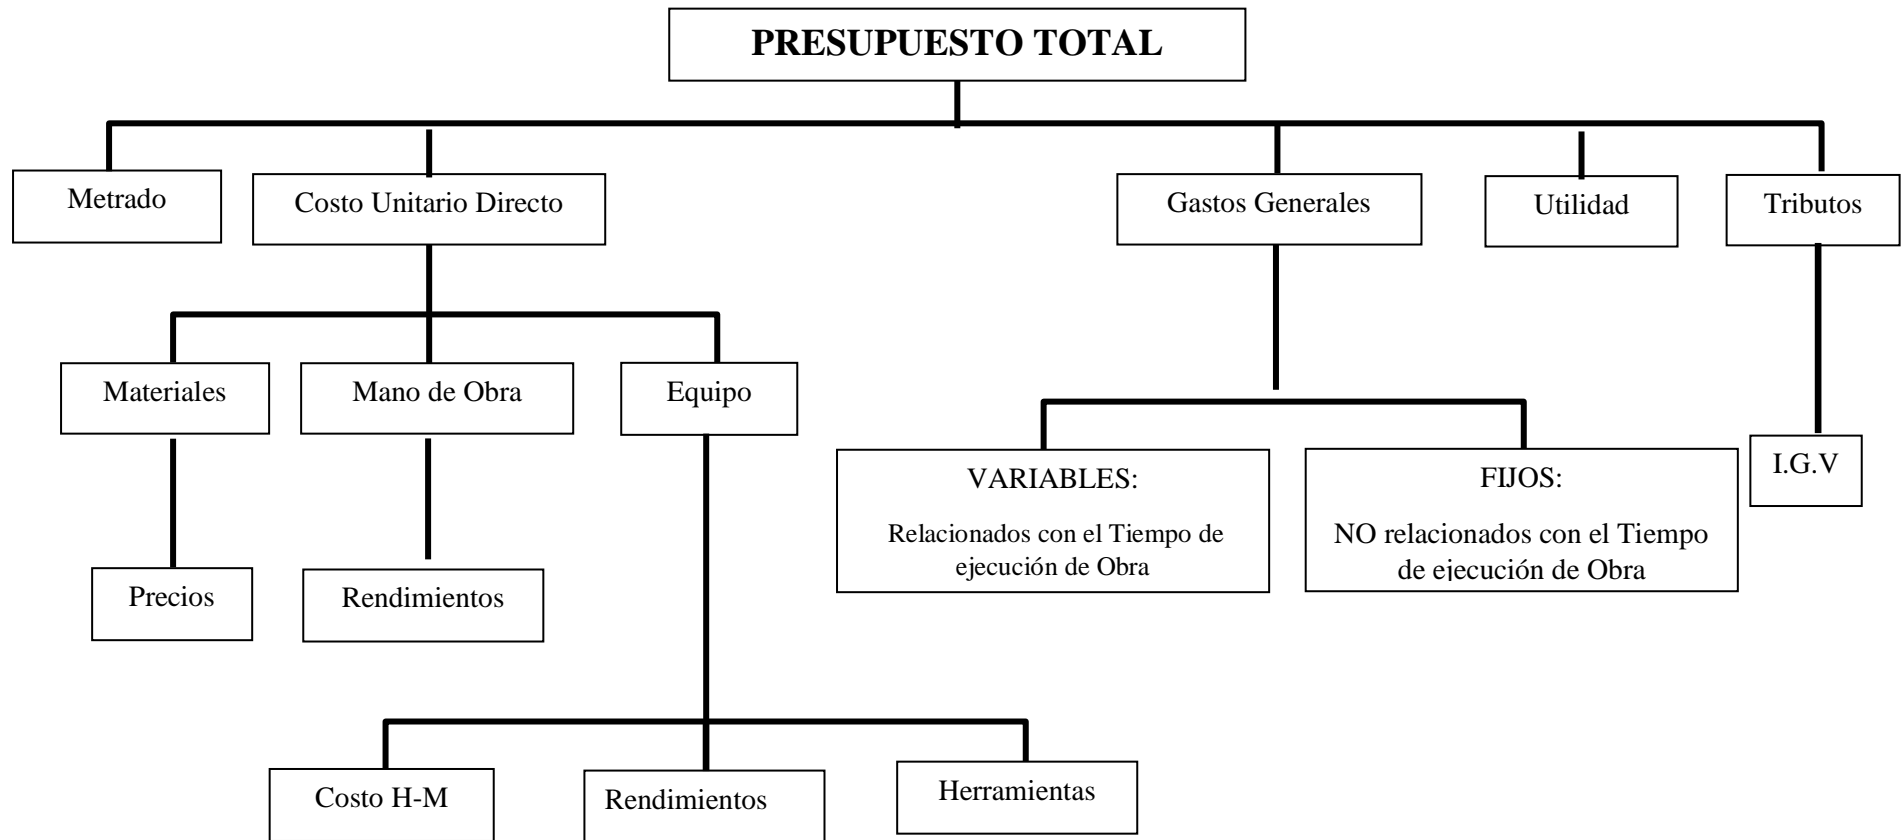 PRESUPUESTO TOTAL
Metrado
Costo Unitario Directo
Gastos Generales
Utilidad
Tributos
Materiales
Mano de Obra
Equipo
VARIABLES:
Relacionados con el Tiempo de
ejecución de Obra
FIJOS:
NO relacionados con el Tiempo
de ejecución de Obra
I.G.V
Precios
Rendimientos
Costo H-M
Rendimientos
Herramientas